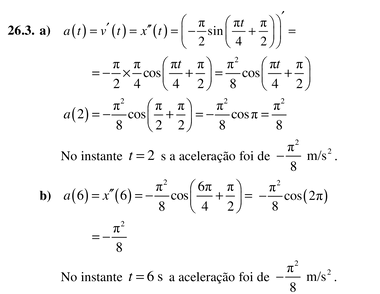 26.3. a) a(t) = v′(t) = x″(t) = (−π/2 sin(πt/4 + π/2))′ =
= −π/2 × π/4 cos(πt/4 + π/2) = π²/8 cos(πt/4 + π/2)
a(2) = −π²/8 cos(π/2 + π/2) = −π²/8 cos π = π²/8
No instante t = 2 s a aceleração foi de −π²/8 m/s².
b) a(6) = x″(6) = −π²/8 cos(6π/4 + π/2) = −π²/8 cos(2π)
= −π²/8
No instante t = 6 s a aceleração foi de −π²/8 m/s².